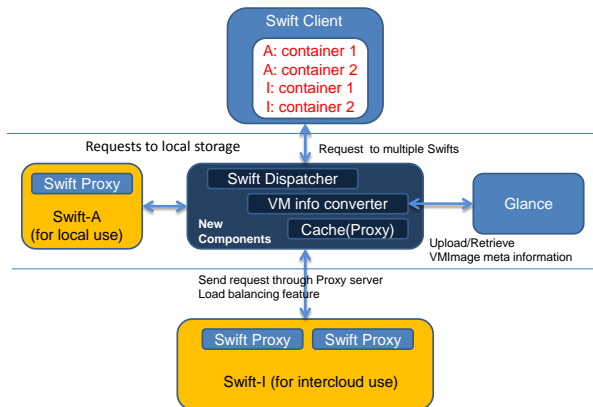 Swift Client
A: container 1
A: container 2
I: container 1
I: container 2
Requests to local storage
Request to multiple Swifts
Swift Proxy
Swift-A
(for local use)
Swift Dispatcher
VM info converter
New
Components
Cache(Proxy)
Glance
Upload/Retrieve
VMImage meta information
Send request through Proxy server
Load balancing feature
Swift Proxy
Swift Proxy
Swift-I (for intercloud use)